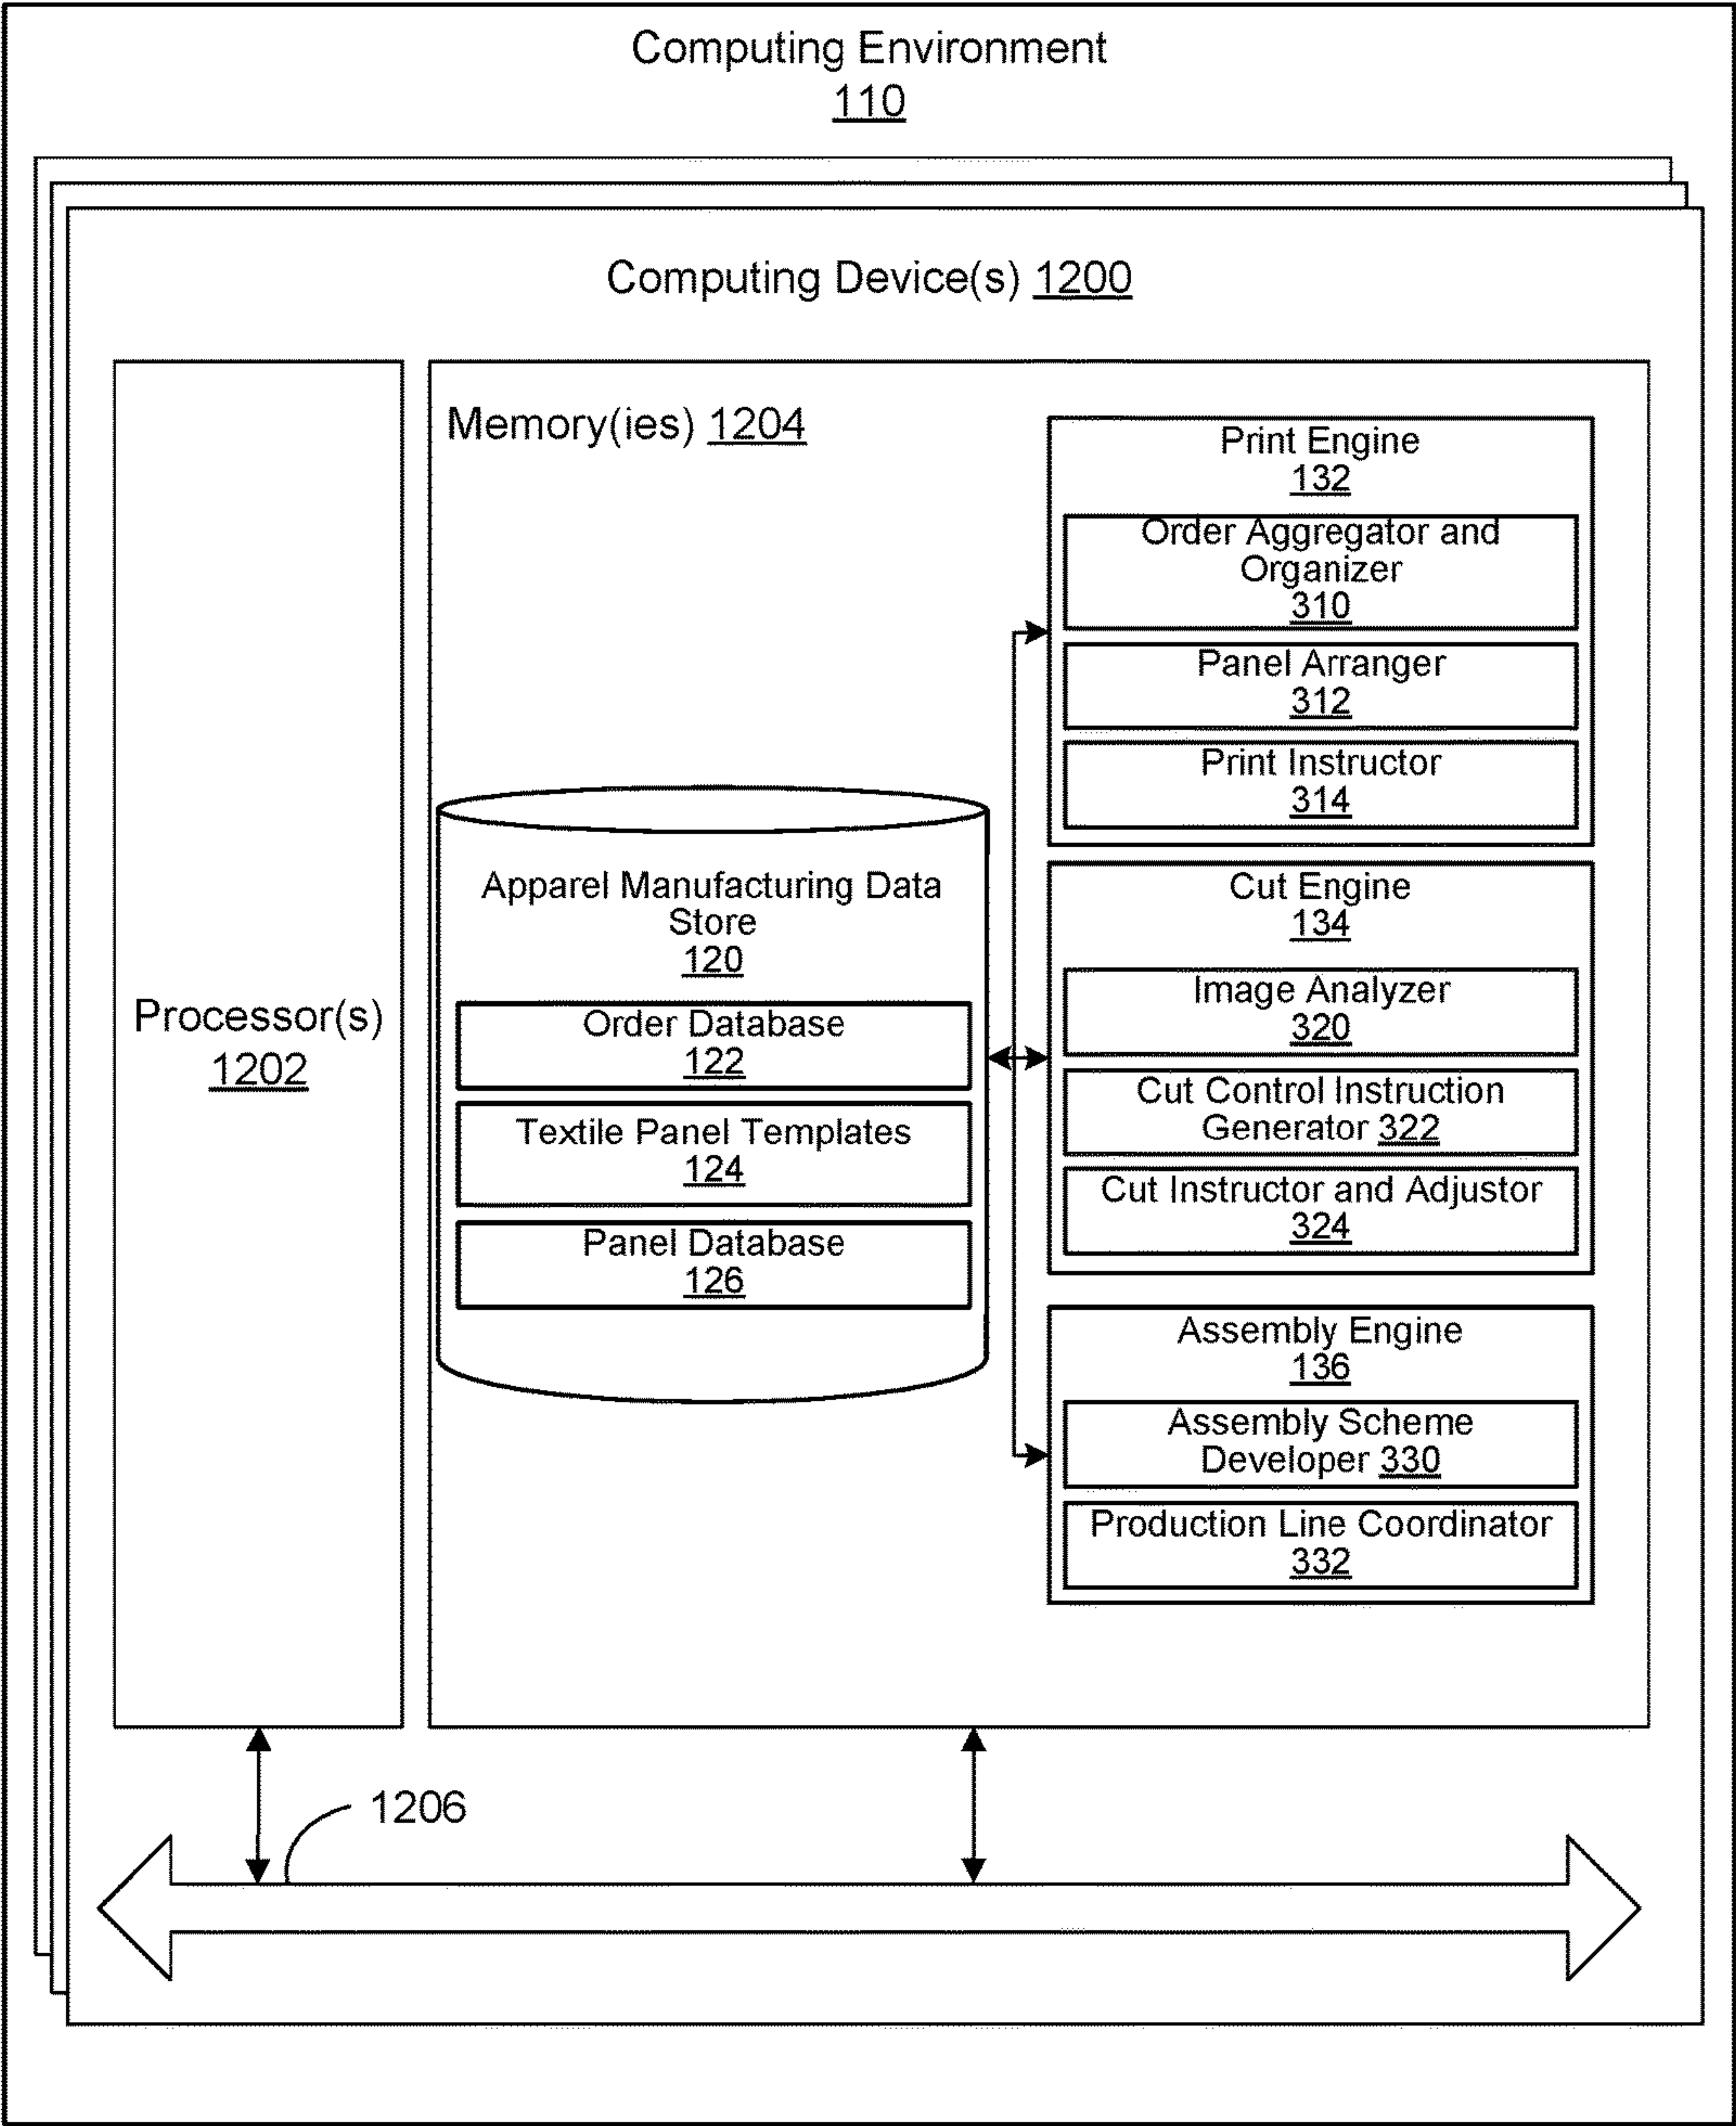 Computing Environment
110
Computing Device(s) 1200
Processor(s)
1202
Memory(ies) 1204
Apparel Manufacturing Data
Store
120
Order Database
122
Textile Panel Templates
124
Panel Database
126
Print Engine
132
Order Aggregator and
Organizer
310
Panel Arranger
312
Print Instructor
314
Cut Engine
134
Image Analyzer
320
Cut Control Instruction
Generator 322
Cut Instructor and Adjustor
324
Assembly Engine
136
Assembly Scheme
Developer 330
Production Line Coordinator
332
1206